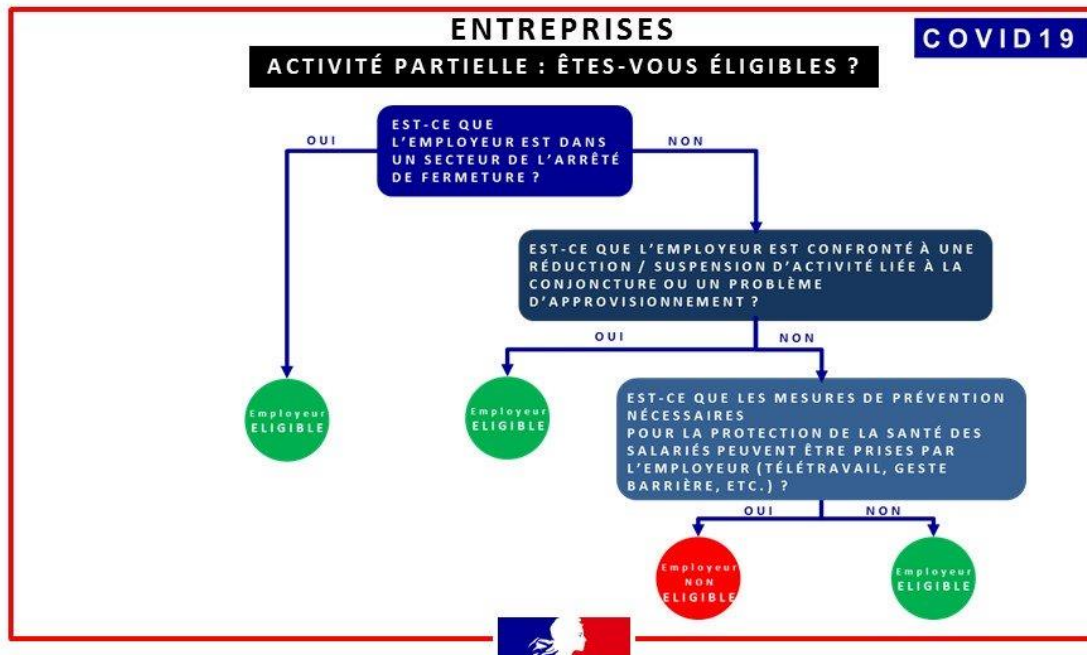 ENTREPRISES
COVID19
ACTIVITÉ PARTIELLE : ÊTES-VOUS ÉLIGIBLES ?
EST-CE QUE
L'EMPLOYEUR EST DANS
UN SECTEUR DE L'ARRÊTÉ
DE FERMETURE ?
OUI
NON
EST-CE QUE L'EMPLOYEUR EST CONFRONTÉ À UNE
RÉDUCTION / SUSPENSION D'ACTIVITÉ LIÉE À LA
CONJONCTURE OU UN PROBLÈME
D'APPROVISIONNEMENT ?
OUI
NON
Employeur
ELIGIBLE
Employeur
ELIGIBLE
EST-CE QUE LES MESURES DE PRÉVENTION
NÉCESSAIRES
POUR LA PROTECTION DE LA SANTÉ DES
SALARIÉS PEUVENT ÊTRE PRISES PAR
L'EMPLOYEUR (TÉLÉTRAVAIL, GESTE
BARRIÈRE, ETC.) ?
OUI
NON
Employeur
NON
ELIGIBLE
Employeur
ELIGIBLE